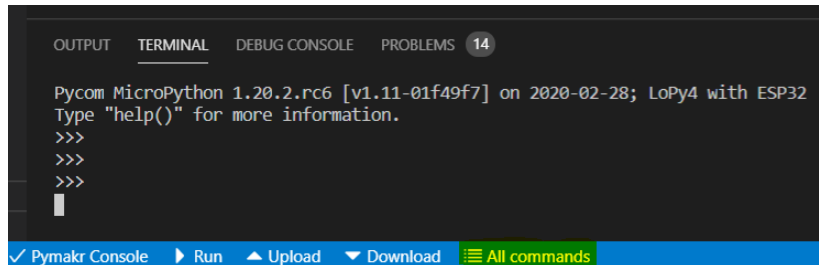 OUTPUT TERMINAL DEBUG CONSOLE PROBLEMS 14
Pycom MicroPython 1.20.2.rc6 [v1.11-01f49f7] on 2020-02-28; LoPy4 with ESP32
Type "help()" for more information.
>>>
>>>
>>>
✓ Pymakr Console Run Upload Download All commands